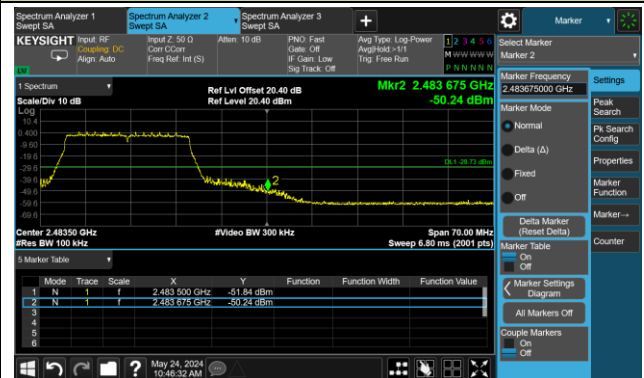 Spectrum Analyzer 1
Swept SA
Spectrum Analyzer 2
Swept SA
Spectrum Analyzer 3
Swept SA
+
Marker
KEYSIGHT
Input: RF
Coupling: DC
Align: Auto
Input Z: 50 Ω
Corr CCorr
Freq Ref: Int (S)
Atten: 10 dB
PNO: Fast
Gate: Off
IF Gain: Low
Sig Track: Off
Avg Type: Log-Power
Avg|Hold:>1/1
Trig: Free Run
1 2 3 4 5 6
M W W W W W
P N N N N N
LXI
Select Marker
Marker 2
1 Spectrum
Scale/Div 10 dB
Ref Lvl Offset 20.40 dB
Ref Level 20.40 dBm
Mkr2 2.483 675 GHz
-50.24 dBm
Log
10.4
0.400
-9.60
-19.6
-29.6
-39.6
-49.6
-59.6
-69.6
DL1 -28.73 dBm
2
Center 2.48350 GHz
#Res BW 100 kHz
#Video BW 300 kHz
Span 70.00 MHz
Sweep 6.80 ms (2001 pts)
5 Marker Table
Mode Trace Scale X Y Function Function Width Function Value
1 N 1 f 2.483 500 GHz -51.84 dBm
2 N 1 f 2.483 675 GHz -50.24 dBm
3
4
5
6
Marker Frequency
2.483675000 GHz
Marker Mode
Normal
Delta (Δ)
Fixed
Off
Delta Marker
(Reset Delta)
Marker Table
On
Off
Marker Settings
Diagram
All Markers Off
Couple Markers
On
Off
Settings
Peak
Search
Pk Search
Config
Properties
Marker
Function
Marker→
Counter
?
May 24, 2024
10:46:32 AM